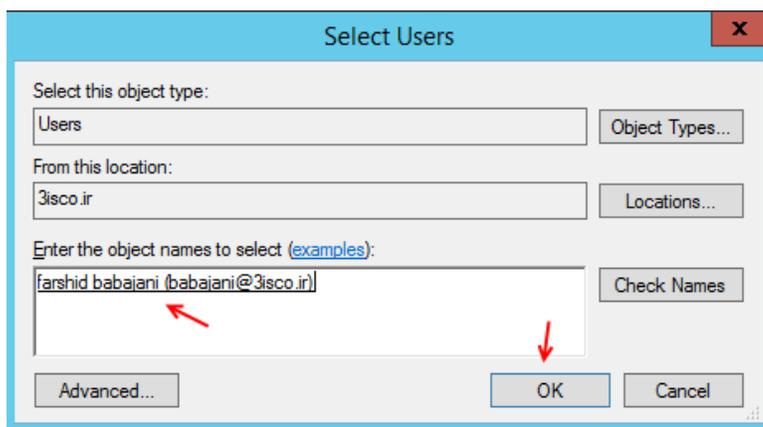 Select Users
x
Select this object type:
Users
Object Types...
From this location:
3isco.ir
Locations...
Enter the object names to select (examples):
farshid babajani (babajani@3isco.ir)
Check Names
Advanced...
OK
Cancel